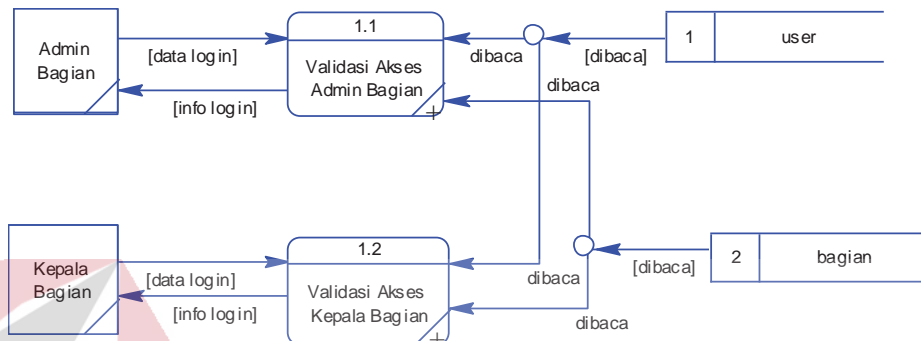 Admin
Bagian
[data login]
[info login]
1.1
Validasi Akses
Admin Bagian
dibaca
[dibaca]
1
user
dibaca
Kepala
Bagian
[data login]
[info login]
1.2
Validasi Akses
Kepala Bagian
dibaca
dibaca
[dibaca]
2
bagian